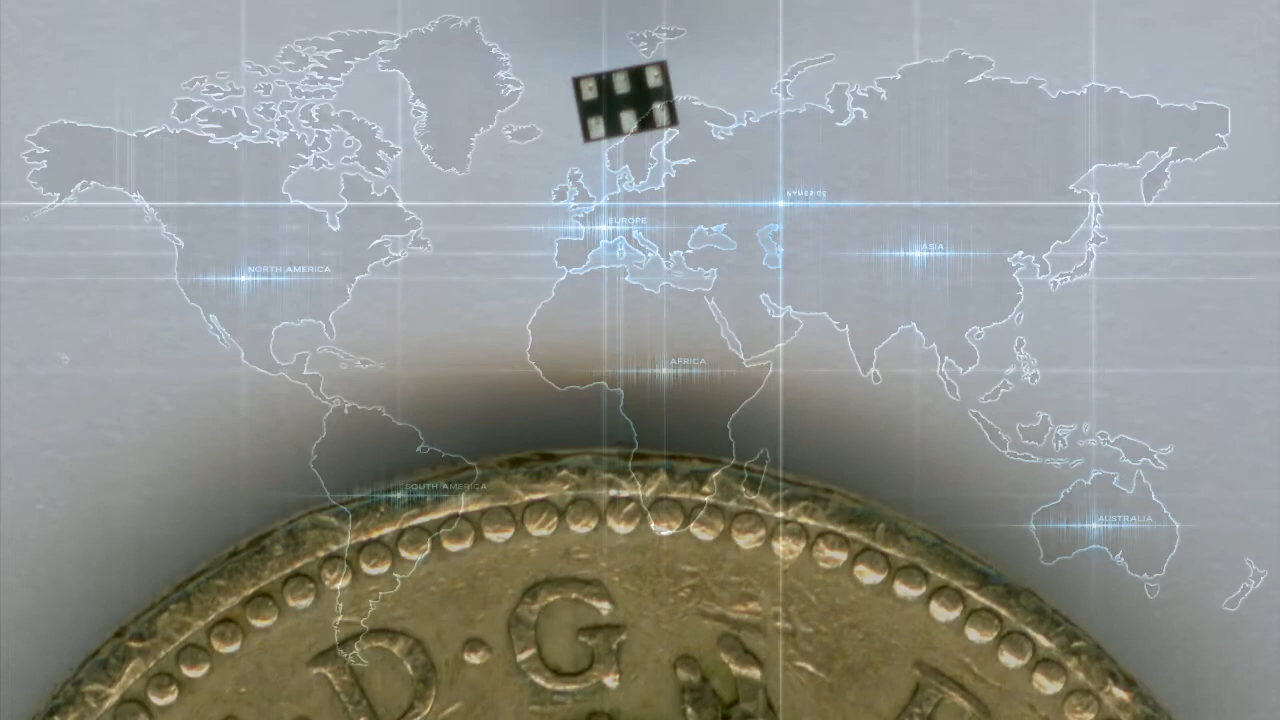 EUROPE
ASIA
NORTH AMERICA
AFRICA
SOUTH AMERICA
AUSTRALIA
D·G